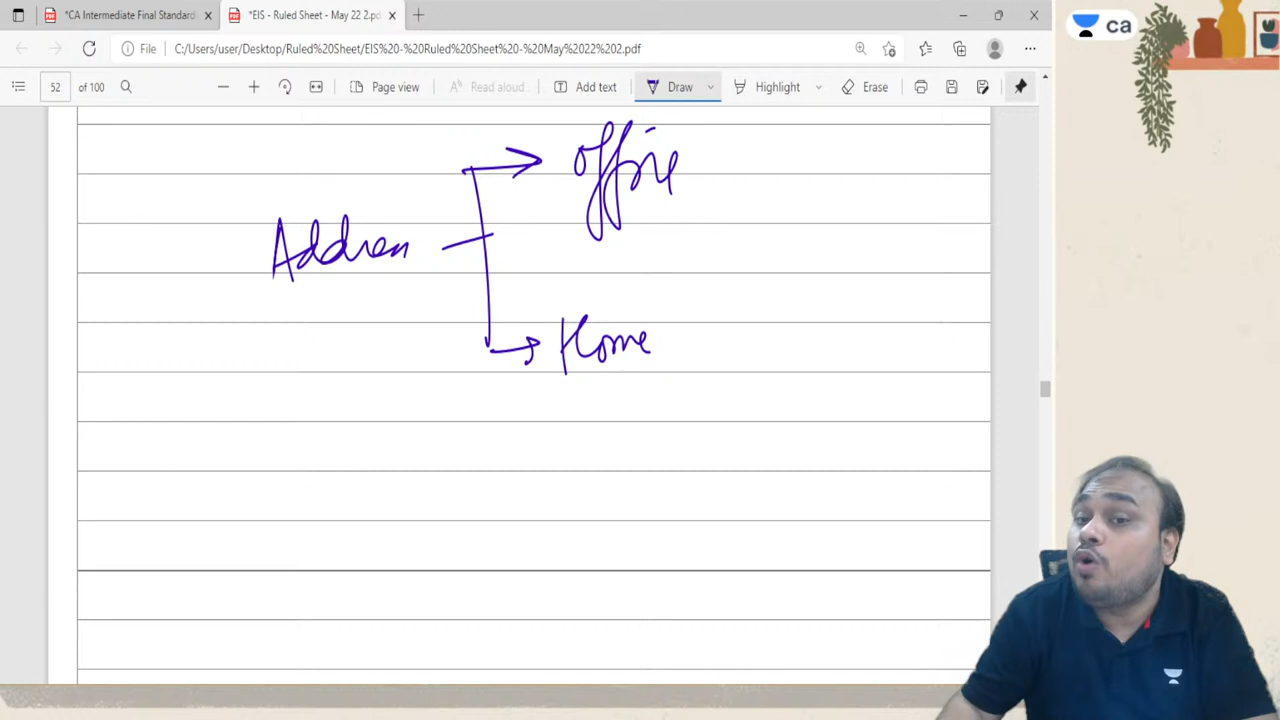 *CA Intermediate Final Standard
*EIS - Ruled Sheet - May 22 2.pd
File
C:/Users/user/Desktop/Ruled%20Sheet/EIS%20-%20Ruled%20Sheet%20-%20May%2022%202.pdf
ca
52 of 100
Page view
Read aloud
Add text
Draw
Highlight
Erase
Office
Address
Home